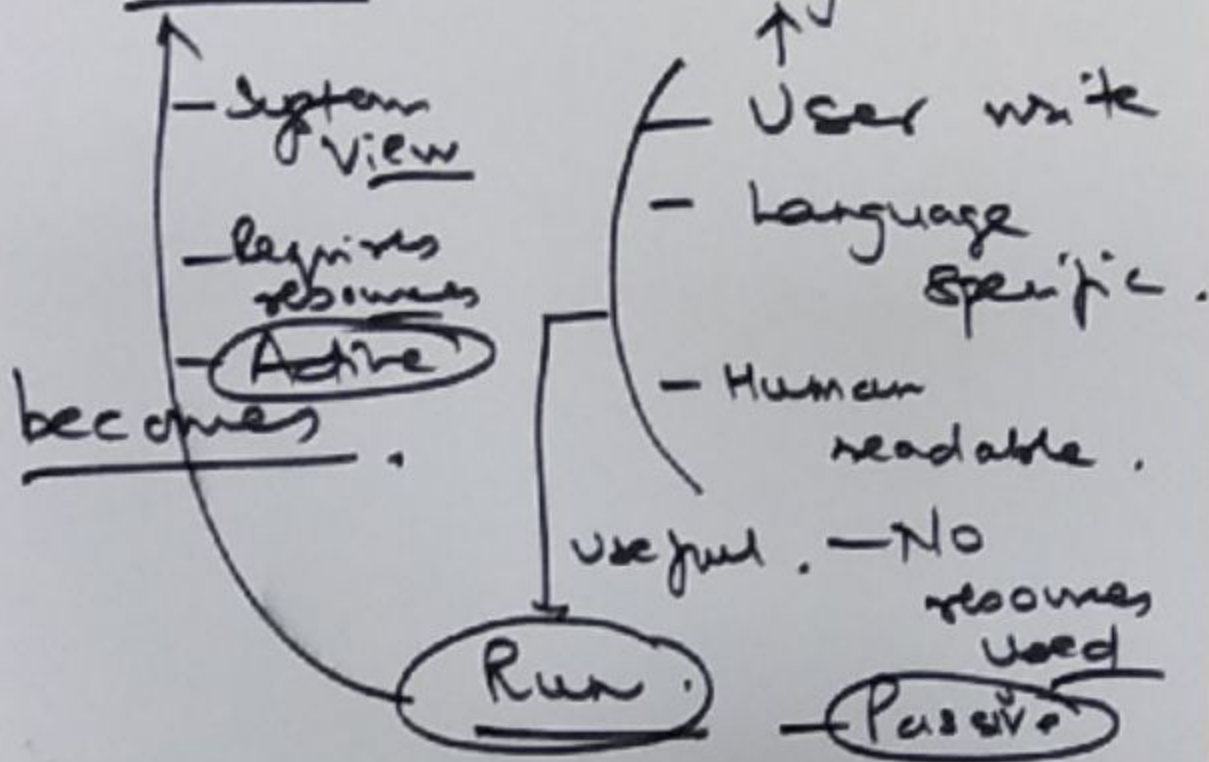 - System
view
- Requires
resources
- Active
becomes.
- User write
- Language
specific.
- Human
readable.
useful. - No
resources
used
Run.
- Passive